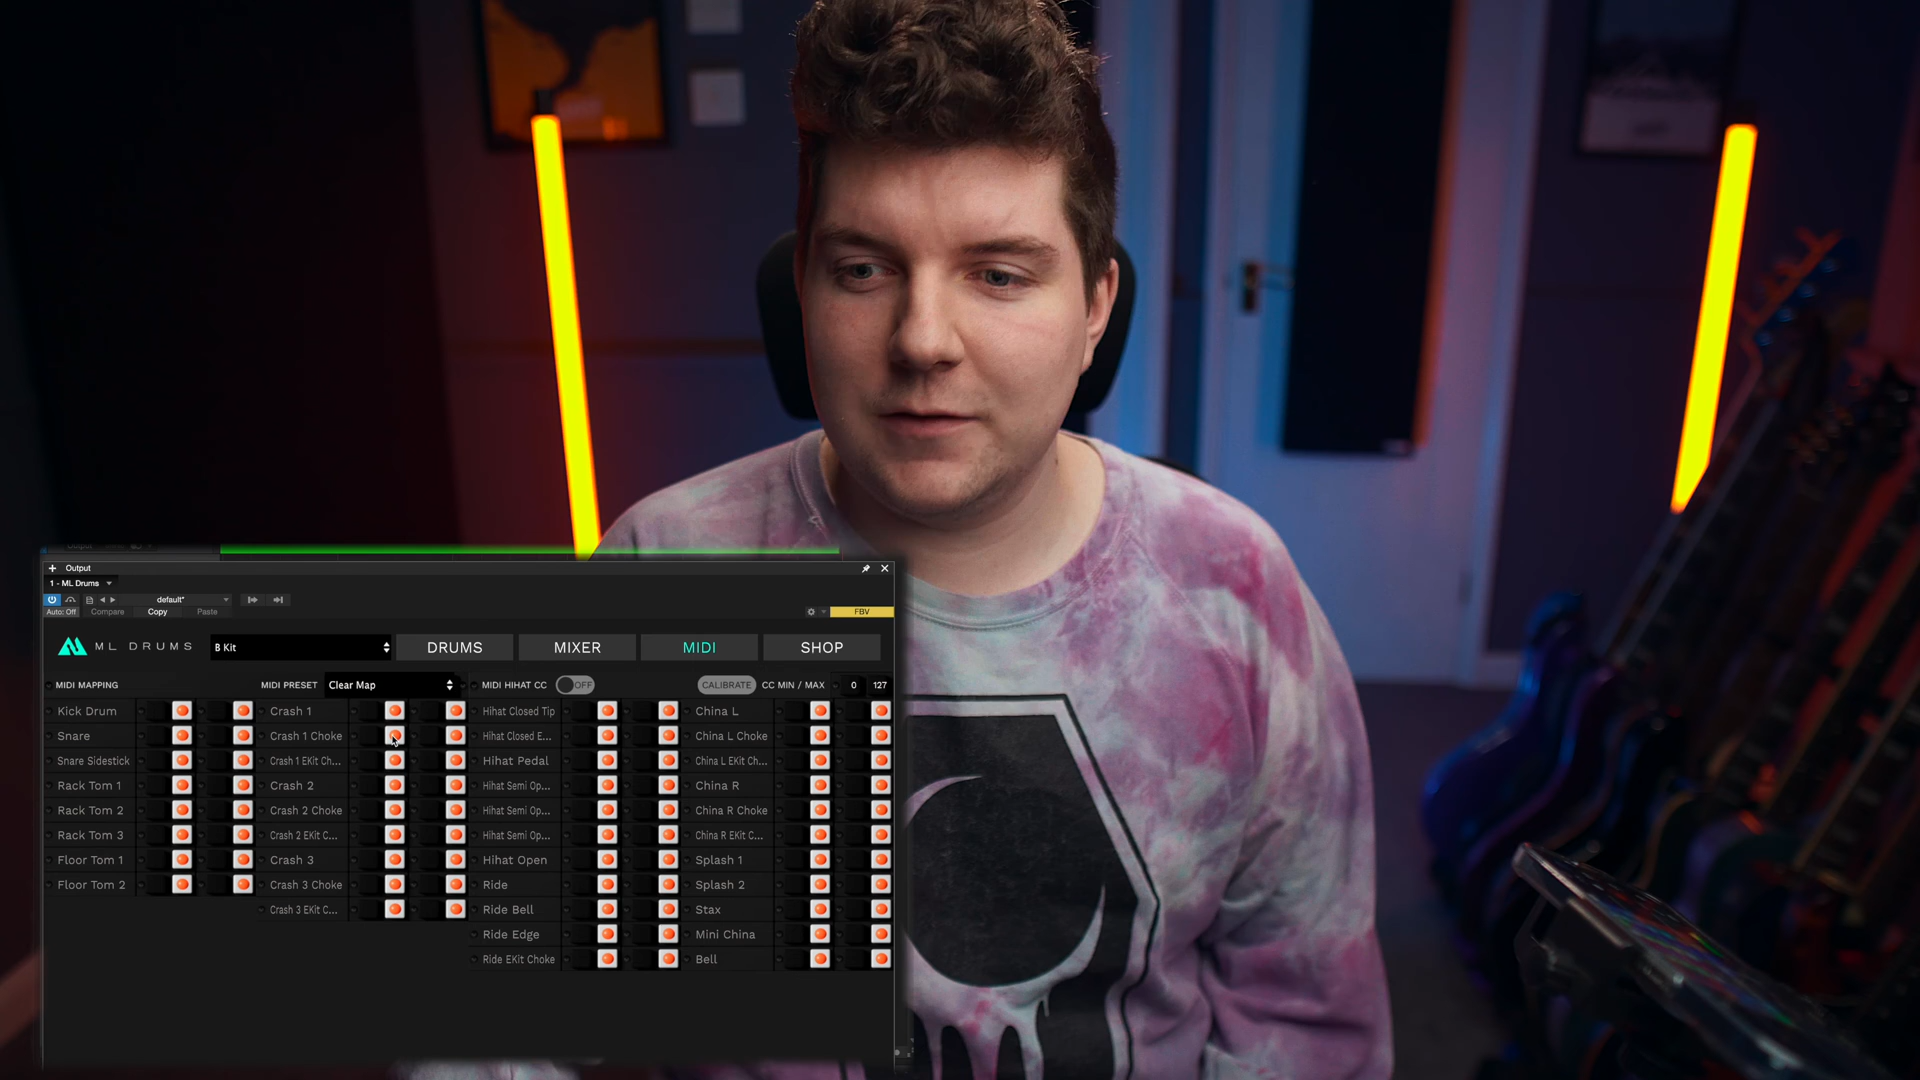 Output
1 - ML Drums
default*
Auto: Off Compare Copy Paste FBV
ML DRUMS B Kit DRUMS MIXER MIDI SHOP
MIDI MAPPING MIDI PRESET Clear Map MIDI HIHAT CC OFF CALIBRATE CC MIN / MAX 0 127
Kick Drum Crash 1 Hihat Closed Tip China L
Snare Crash 1 Choke Hihat Closed E... China L Choke
Snare Sidestick Crash 1 EKit Ch... Hihat Pedal China L EKit Ch...
Rack Tom 1 Crash 2 Hihat Semi Op... China R
Rack Tom 2 Crash 2 Choke Hihat Semi Op... China R Choke
Rack Tom 3 Crash 2 EKit C... Hihat Semi Op... China R EKit C...
Floor Tom 1 Crash 3 Hihat Open Splash 1
Floor Tom 2 Crash 3 Choke Ride Splash 2
Crash 3 EKit C... Ride Bell Stax
Ride Edge Mini China
Ride EKit Choke Bell